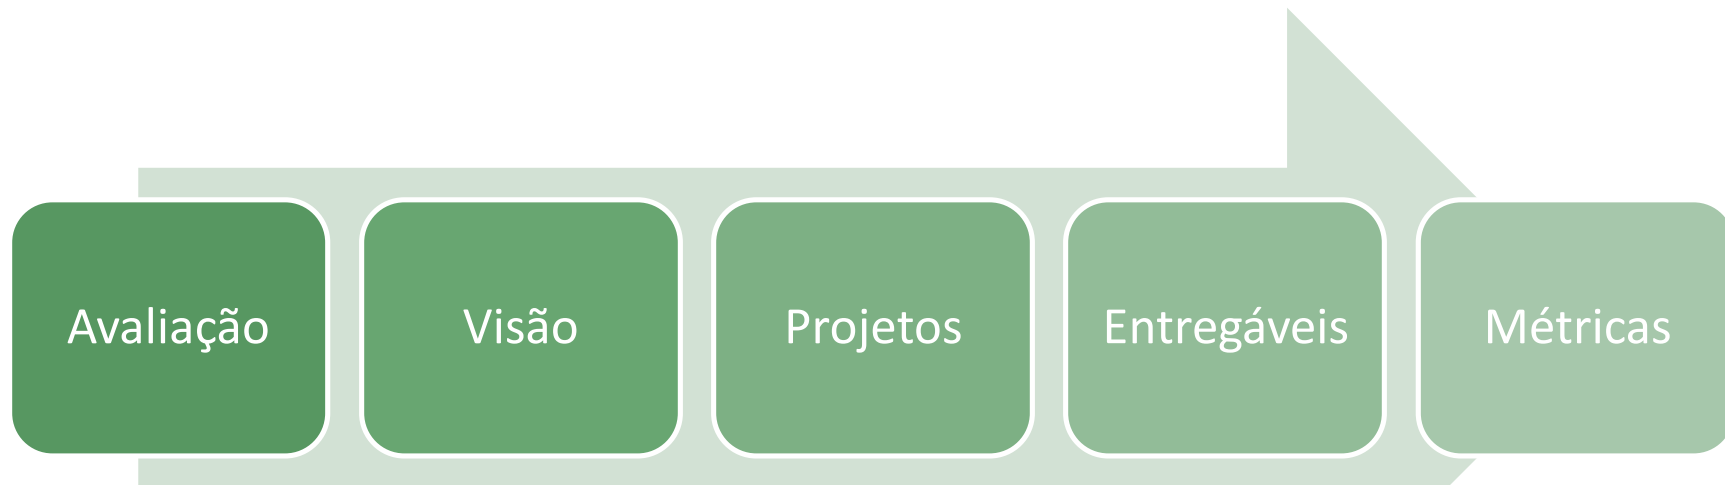 Avaliação
Visão
Projetos
Entregáveis
Métricas